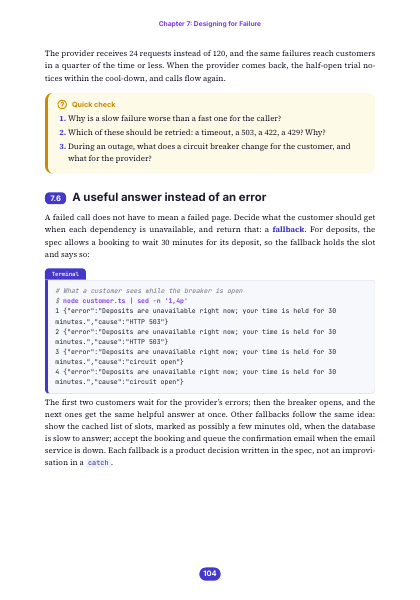 Chapter 7: Designing for Failure
The provider receives 24 requests instead of 120, and the same failures reach customers
in a quarter of the time or less. When the provider comes back, the half-open trial no-
tices within the cool-down, and calls flow again.
Quick check
1. Why is a slow failure worse than a fast one for the caller?
2. Which of these should be retried: a timeout, a 503, a 422, a 429? Why?
3. During an outage, what does a circuit breaker change for the customer, and
what for the provider?
7.6 A useful answer instead of an error
A failed call does not have to mean a failed page. Decide what the customer should get
when each dependency is unavailable, and return that: a fallback. For deposits, the
spec allows a booking to wait 30 minutes for its deposit, so the fallback holds the slot
and says so:
Terminal
# What a customer sees while the breaker is open
$ node customer.ts | sed -n '1,4p'
1 {"error":"Deposits are unavailable right now; your time is held for 30
minutes.","cause":"HTTP 503"}
2 {"error":"Deposits are unavailable right now; your time is held for 30
minutes.","cause":"HTTP 503"}
3 {"error":"Deposits are unavailable right now; your time is held for 30
minutes.","cause":"circuit open"}
4 {"error":"Deposits are unavailable right now; your time is held for 30
minutes.","cause":"circuit open"}
The first two customers wait for the provider's errors; then the breaker opens, and the
next ones get the same helpful answer at once. Other fallbacks follow the same idea:
show the cached list of slots, marked as possibly a few minutes old, when the database
is slow to answer; accept the booking and queue the confirmation email when the email
service is down. Each fallback is a product decision written in the spec, not an improvi-
sation in a catch.
104